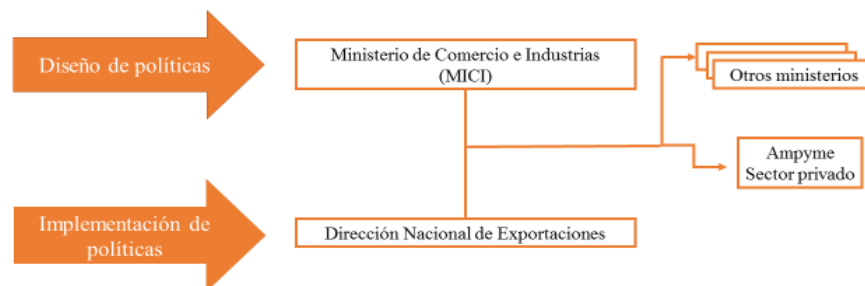 Diseño de políticas
Ministerio de Comercio e Industrias
(MICI)
Otros ministerios
Ampyme
Sector privado
Implementación de
políticas
Dirección Nacional de Exportaciones